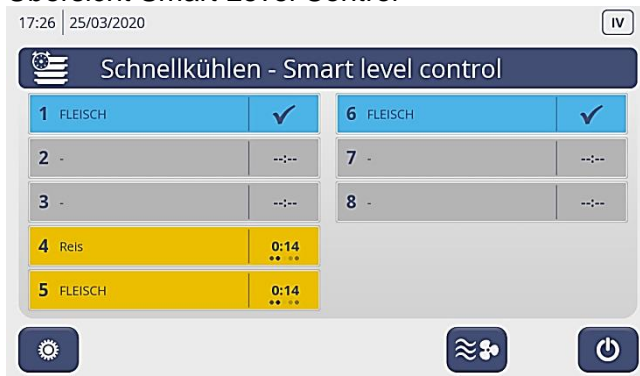 Übersicht Smart Level Control
17:26 25/03/2020 IV
Schnellkühlen - Smart level control
1 FLEISCH
2 - --:--
3 - --:--
4 Reis 0:14
5 FLEISCH 0:14
6 FLEISCH
7 - --:--
8 - --:--